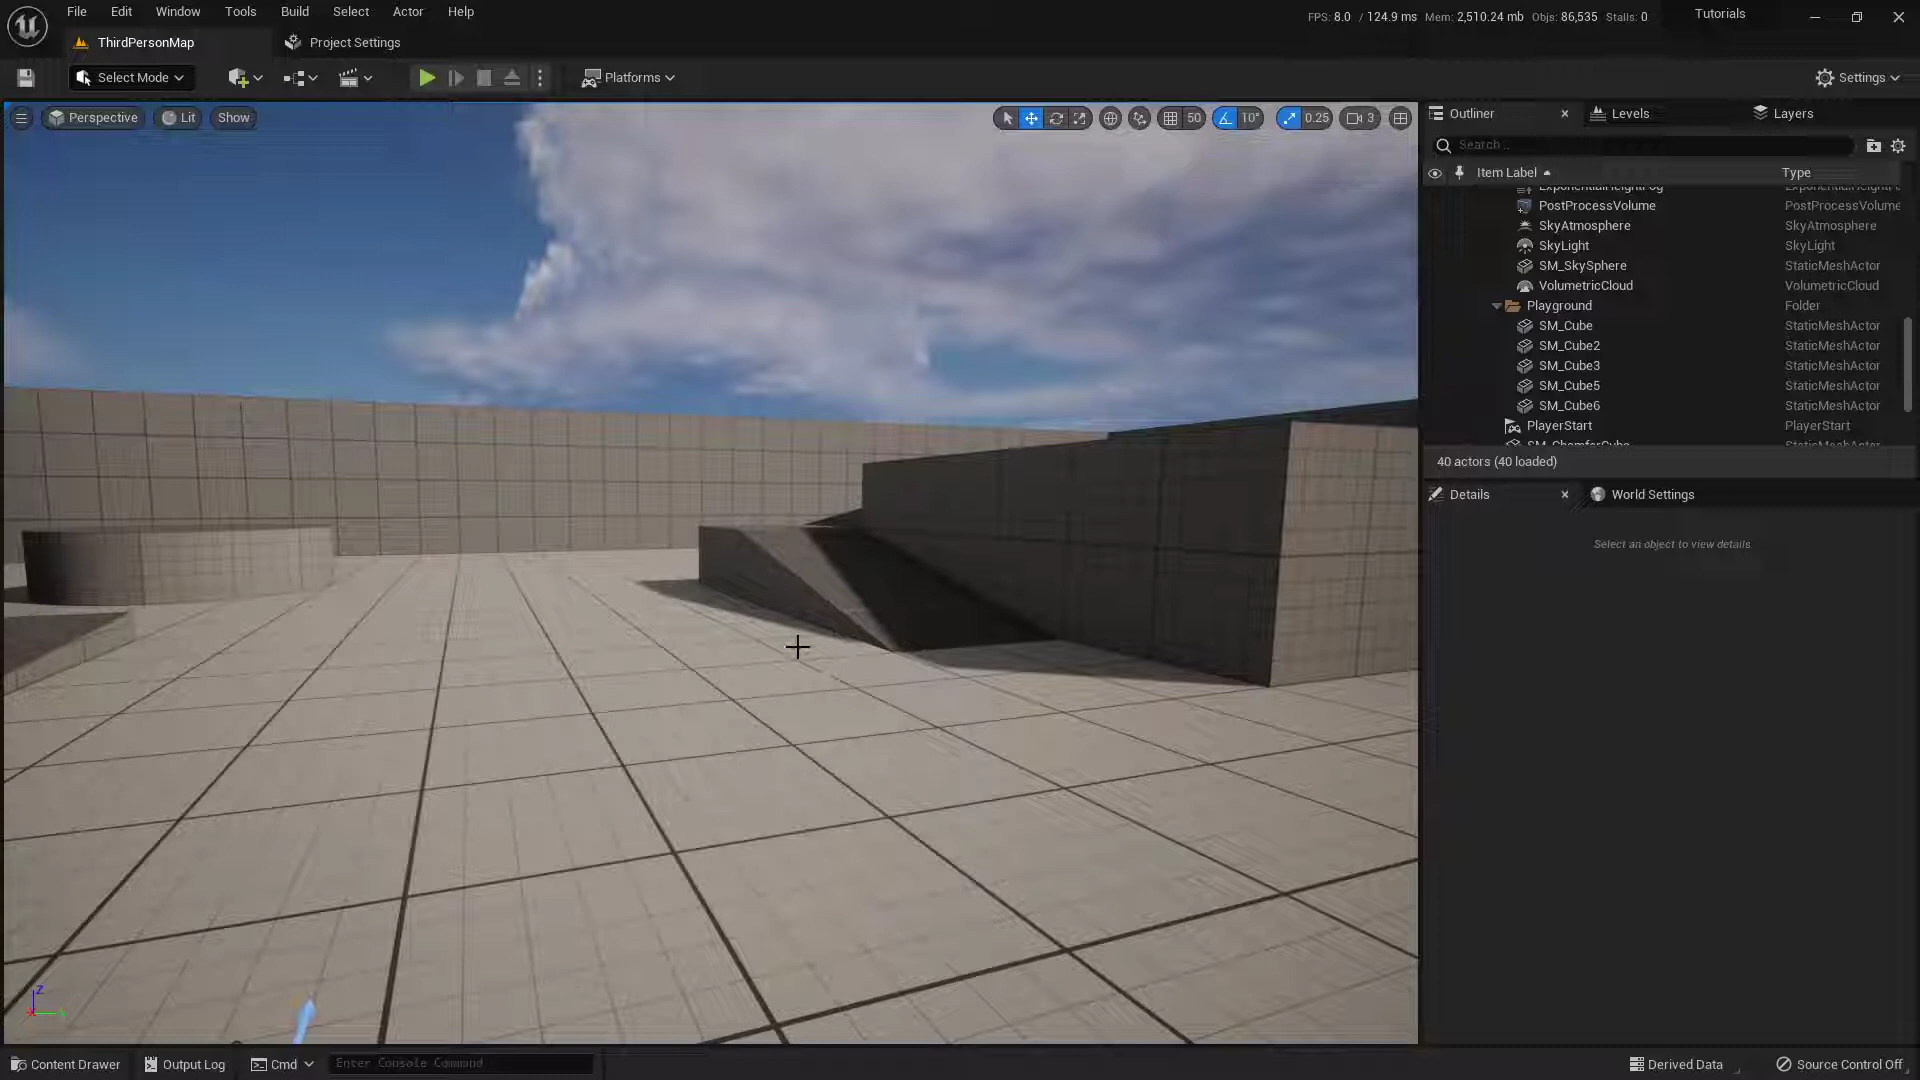 File Edit Window Tools Build Select Actor Help
FPS: 8.0 / 124.9 ms Mem: 2,510.24 mb Objs: 86,535 Stalls: 0
Tutorials
ThirdPersonMap
Project Settings
Select Mode
Platforms
Settings
Perspective
Lit
Show
50
10°
0.25
3
Outliner
Levels
Layers
Search...
Item Label
Type
PostProcessVolume PostProcessVolume
SkyAtmosphere SkyAtmosphere
SkyLight SkyLight
SM_SkySphere StaticMeshActor
VolumetricCloud VolumetricCloud
Playground Folder
SM_Cube StaticMeshActor
SM_Cube2 StaticMeshActor
SM_Cube3 StaticMeshActor
SM_Cube5 StaticMeshActor
SM_Cube6 StaticMeshActor
PlayerStart PlayerStart
SM_ChamferCube StaticMeshActor
40 actors (40 loaded)
Details
World Settings
Select an object to view details
Z
Content Drawer
Output Log
Cmd
Enter Console Command
Derived Data
Source Control Off